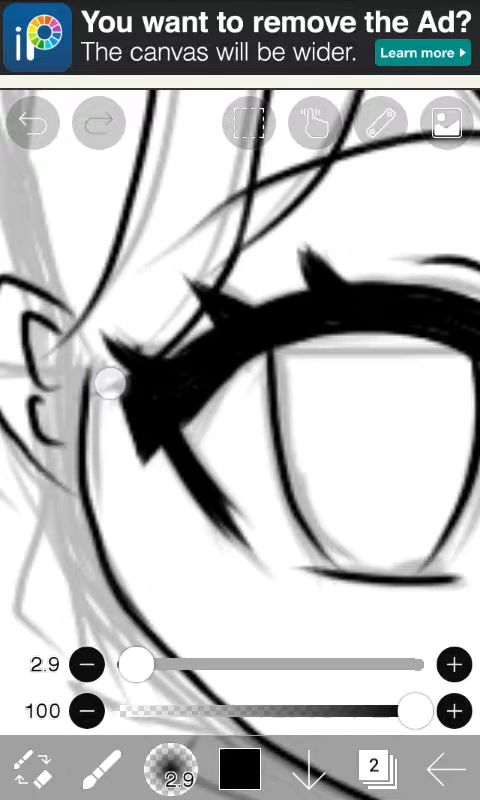 iP
You want to remove the Ad?
The canvas will be wider.
Learn more
2.9
100
2.9
2